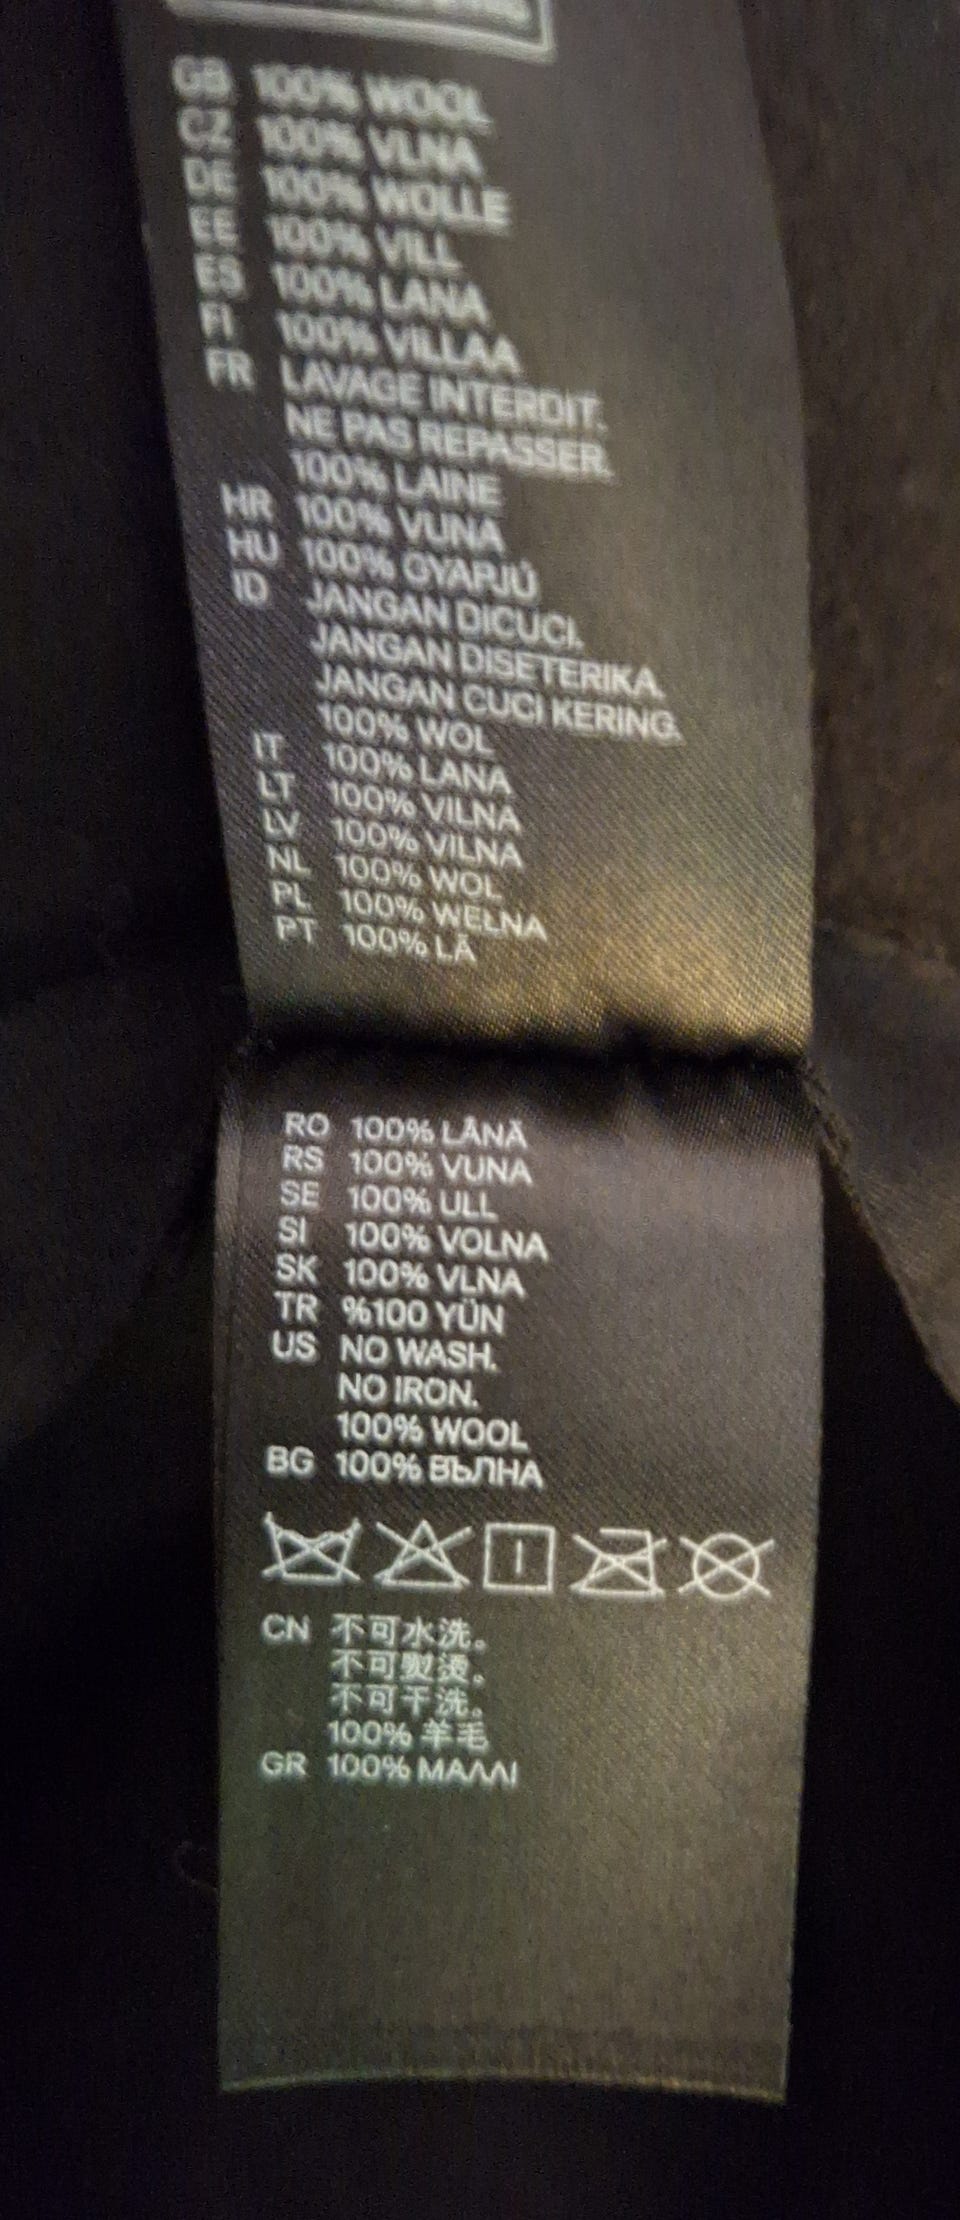 GB 100% WOOL
CZ 100% VLNA
DE 100% WOLLE
EE 100% VILL
ES 100% LANA
FI 100% VILLAA
FR LAVAGE INTERDIT.
NE PAS REPASSER.
100% LAINE
HR 100% VUNA
HU 100% GYAPJÚ
ID JANGAN DICUCI.
JANGAN DISETERIKA.
JANGAN CUCI KERING.
100% WOL
IT 100% LANA
LT 100% VILNA
LV 100% VILNA
NL 100% WOL
PL 100% WEŁNA
PT 100% LÃ
RO 100% LÂNĂ
RS 100% VUNA
SE 100% ULL
SI 100% VOLNA
SK 100% VLNA
TR %100 YÜN
US NO WASH.
NO IRON.
100% WOOL
BG 100% ВЪЛНА
CN 不可水洗。
不可熨烫。
不可干洗。
100% 羊毛
GR 100% ΜΑΛΛΙ